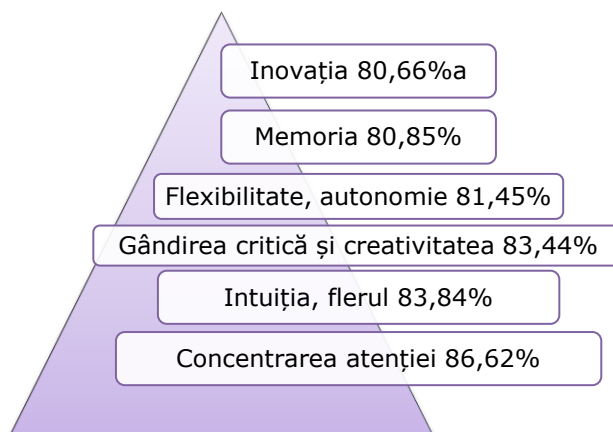 Inovația 80,66%a
Memoria 80,85%
Flexibilitate, autonomie 81,45%
Gândirea critică și creativitatea 83,44%
Intuiția, flerul 83,84%
Concentrarea atenției 86,62%